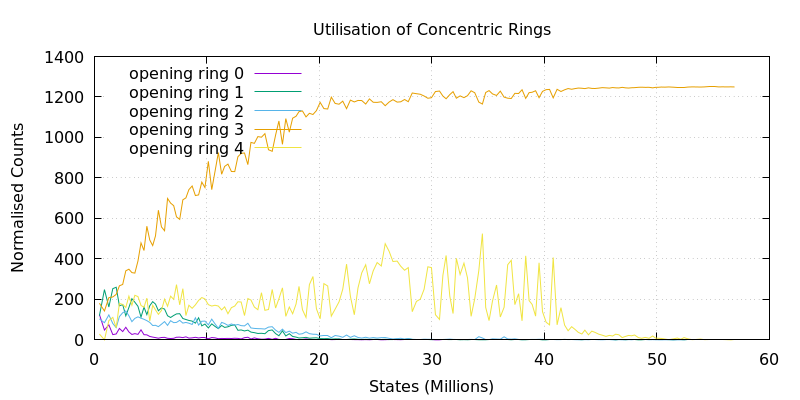 Utilisation of Concentric Rings
1400
1200
1000
800
600
400
200
0
Normalised Counts
opening ring 0
opening ring 1
opening ring 2
opening ring 3
opening ring 4
0 10 20 30 40 50 60
States (Millions)